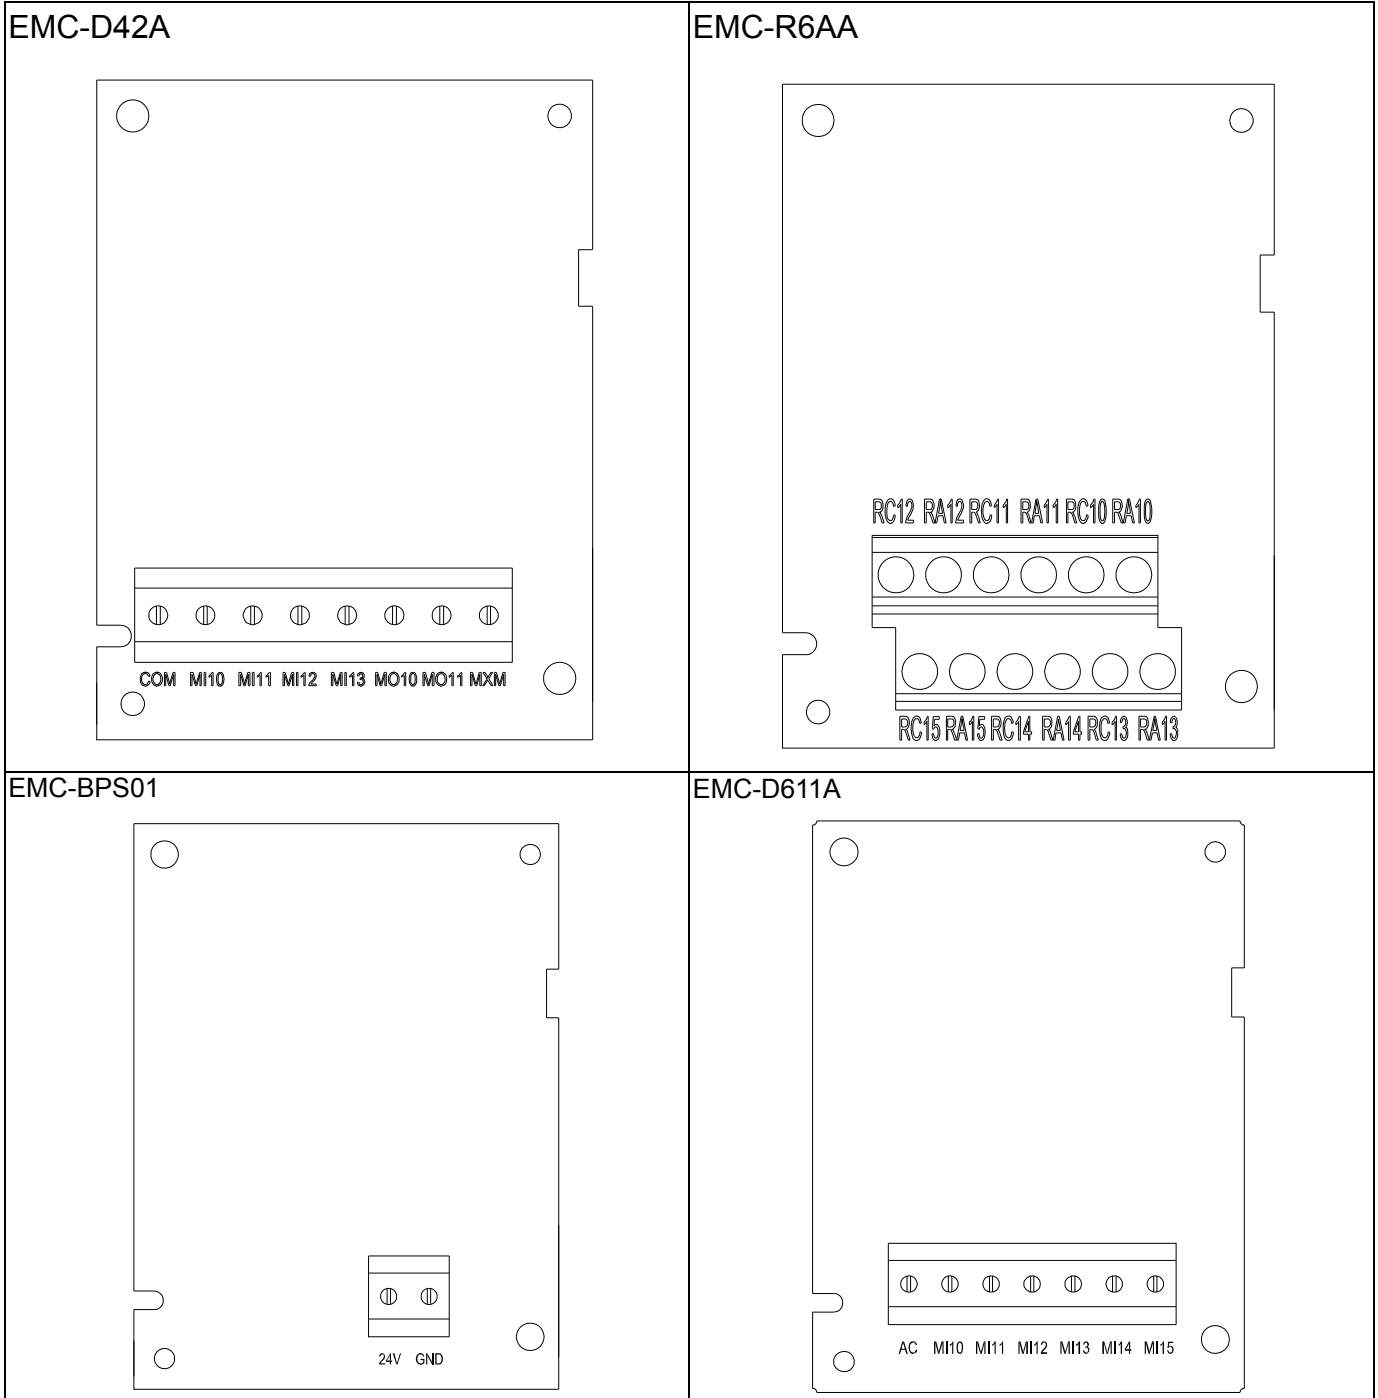 EMC-D42A
COM MI10 MI11 MI12 MI13 MO10 MO11 MXM
EMC-R6AA
RC12 RA12 RC11 RA11 RC10 RA10
RC15 RA15 RC14 RA14 RC13 RA13
EMC-BPS01
24V GND
EMC-D611A
AC MI10 MI11 MI12 MI13 MI14 MI15